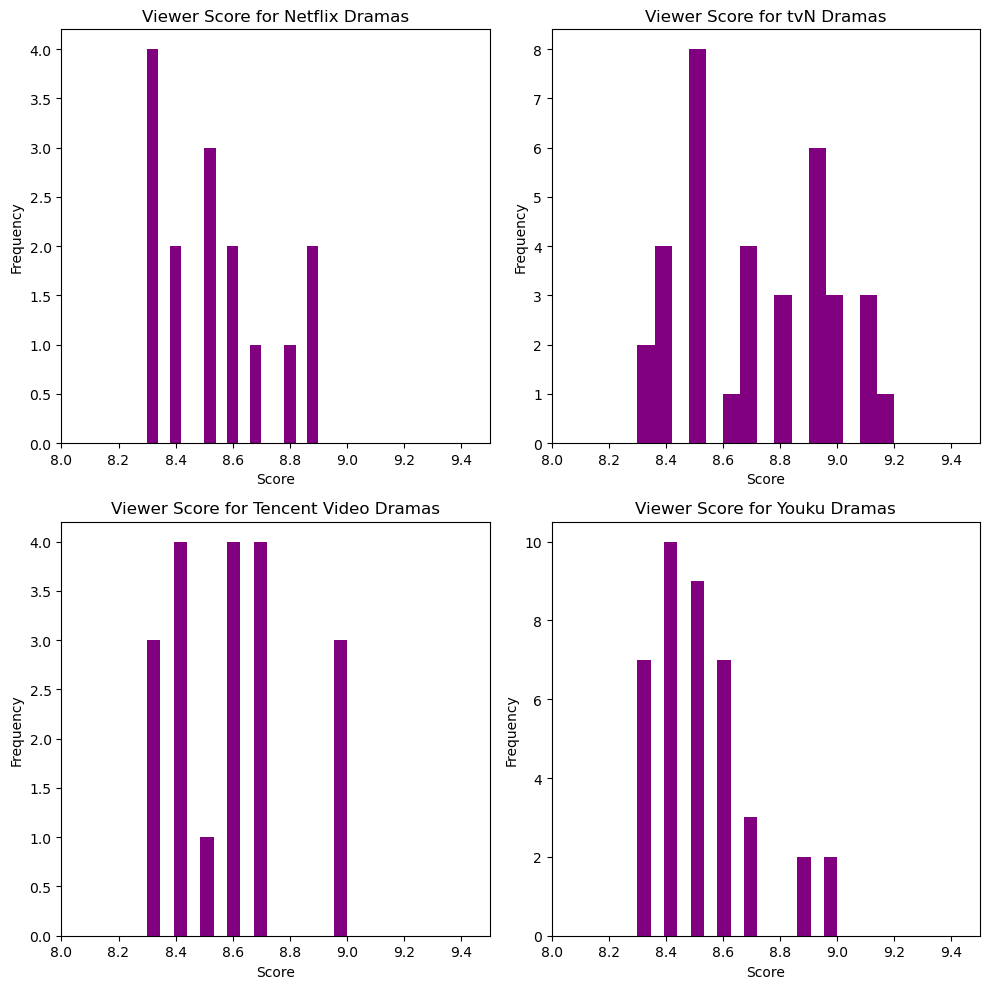 Viewer Score for Netflix Dramas
4.0
3.5
3.0
2.5
2.0
1.5
1.0
0.5
0.0
Frequency
8.0 8.2 8.4 8.6 8.8 9.0 9.2 9.4
Score
Viewer Score for tvN Dramas
8
7
6
5
4
3
2
1
0
Frequency
8.0 8.2 8.4 8.6 8.8 9.0 9.2 9.4
Score
Viewer Score for Tencent Video Dramas
4.0
3.5
3.0
2.5
2.0
1.5
1.0
0.5
0.0
Frequency
8.0 8.2 8.4 8.6 8.8 9.0 9.2 9.4
Score
Viewer Score for Youku Dramas
10
8
6
4
2
0
Frequency
8.0 8.2 8.4 8.6 8.8 9.0 9.2 9.4
Score